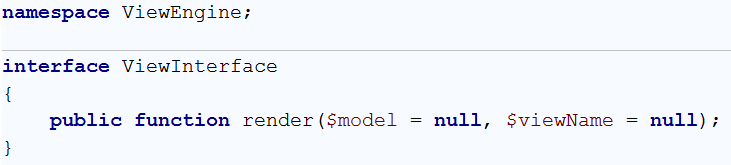 namespace ViewEngine;
interface ViewInterface
{
    public function render($model = null, $viewName = null);
}